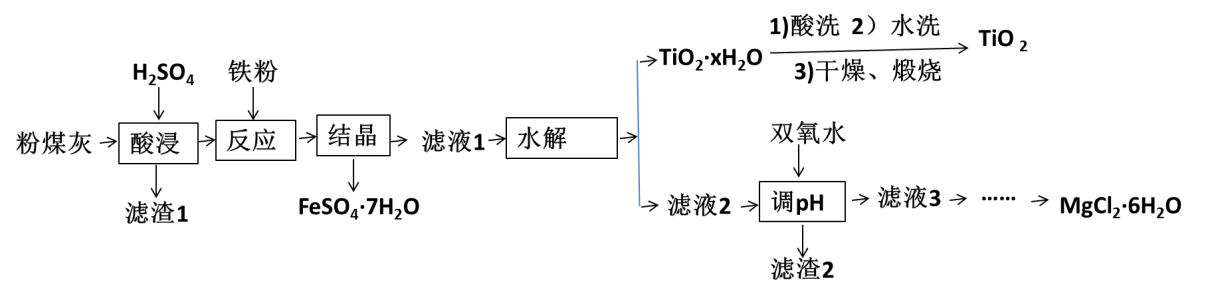 1)酸洗 2）水洗
TiO₂·xH₂O
TiO₂
3)干燥、煅烧
H₂SO₄
铁粉
粉煤灰
酸浸
反应
结晶
滤液1
水解
双氧水
滤渣1
FeSO₄·7H₂O
滤液2
调pH
滤液3
……
MgCl₂·6H₂O
滤渣2